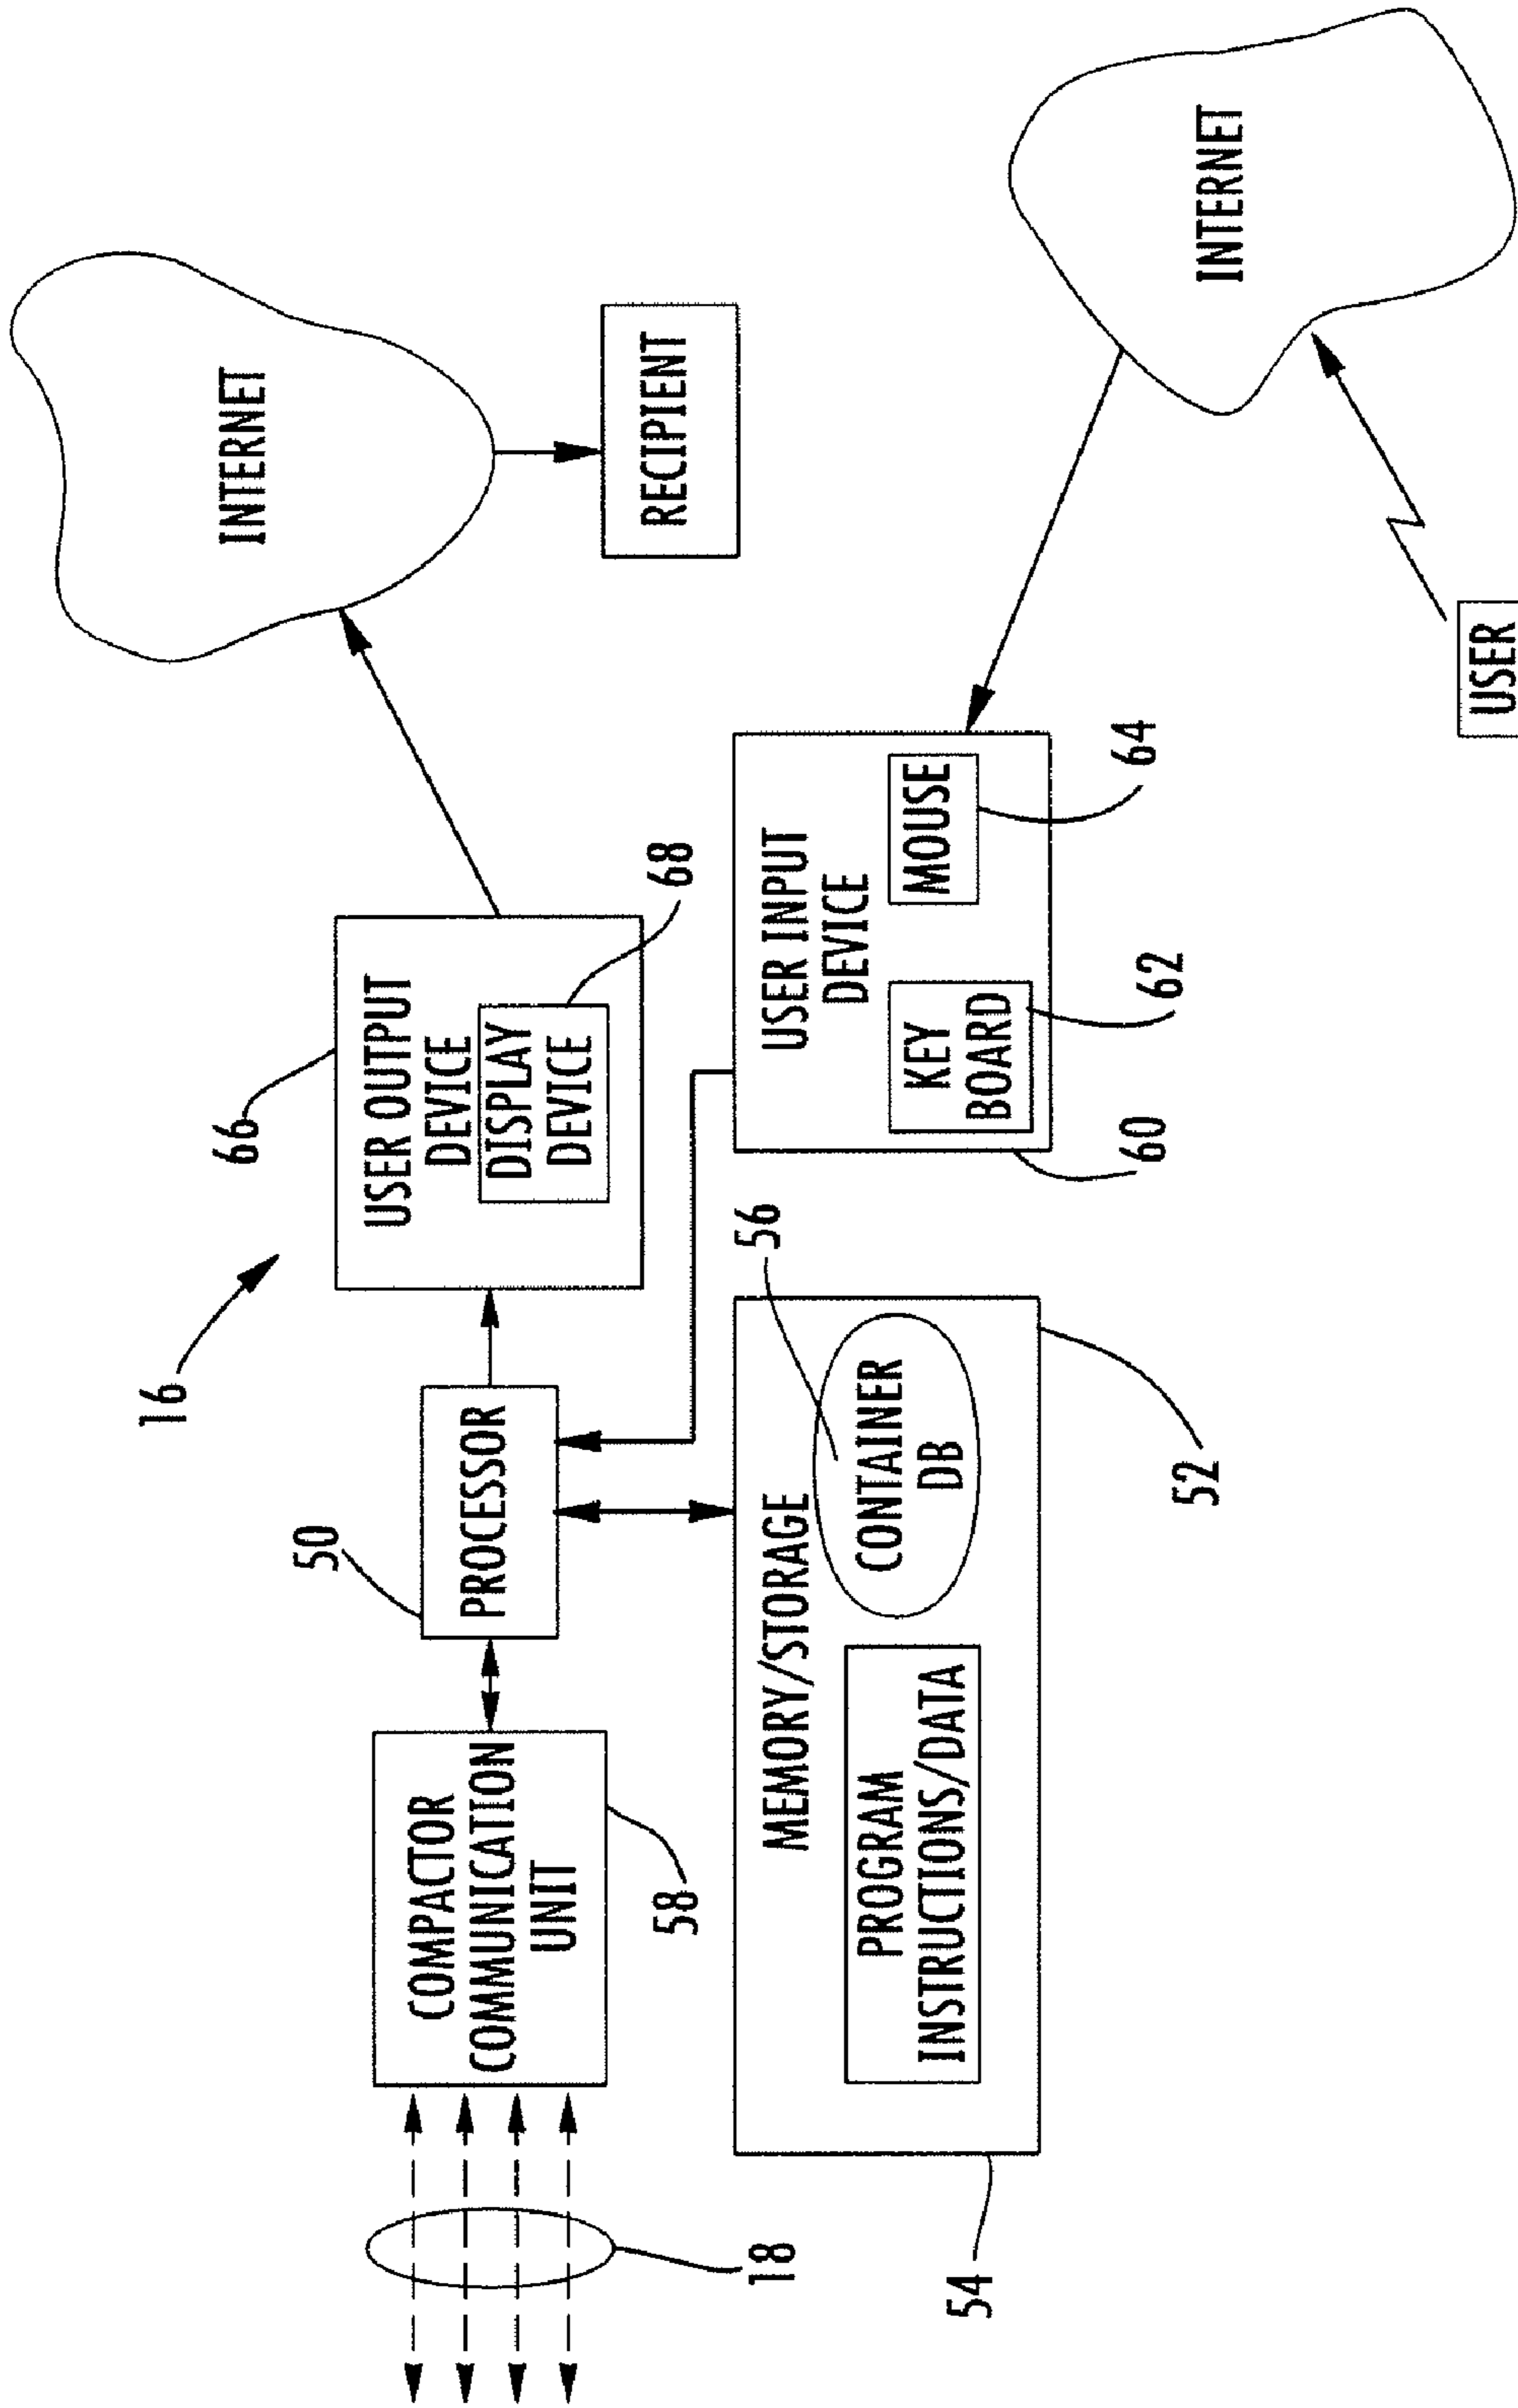 16
66
USER OUTPUT
DEVICE
DISPLAY
DEVICE
68
INTERNET
RECIPIENT
50
PROCESSOR
COMPACTOR
COMMUNICATION
UNIT
58
18
MEMORY/STORAGE
PROGRAM
INSTRUCTIONS/DATA
CONTAINER
DB
56
52
54
USER INPUT
DEVICE
KEY
BOARD
MOUSE
60
62
64
INTERNET
USER